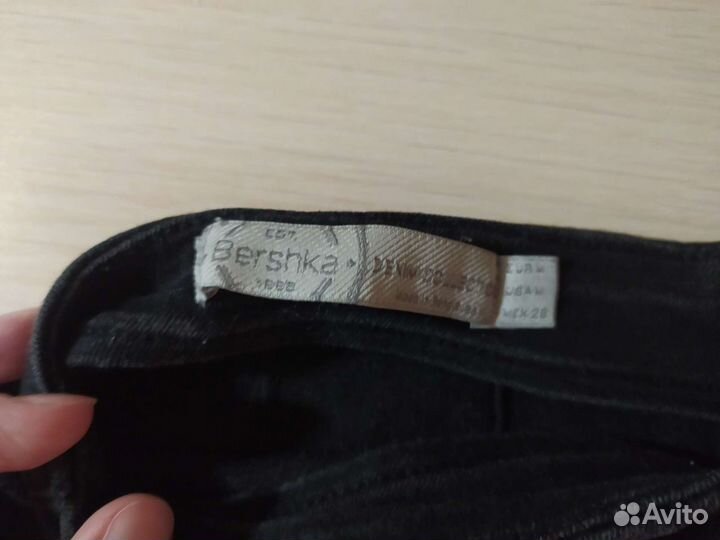 EST
Bershka
1998
DENIM COLLECTION
EUR M
USA M
MEX 28
Avito